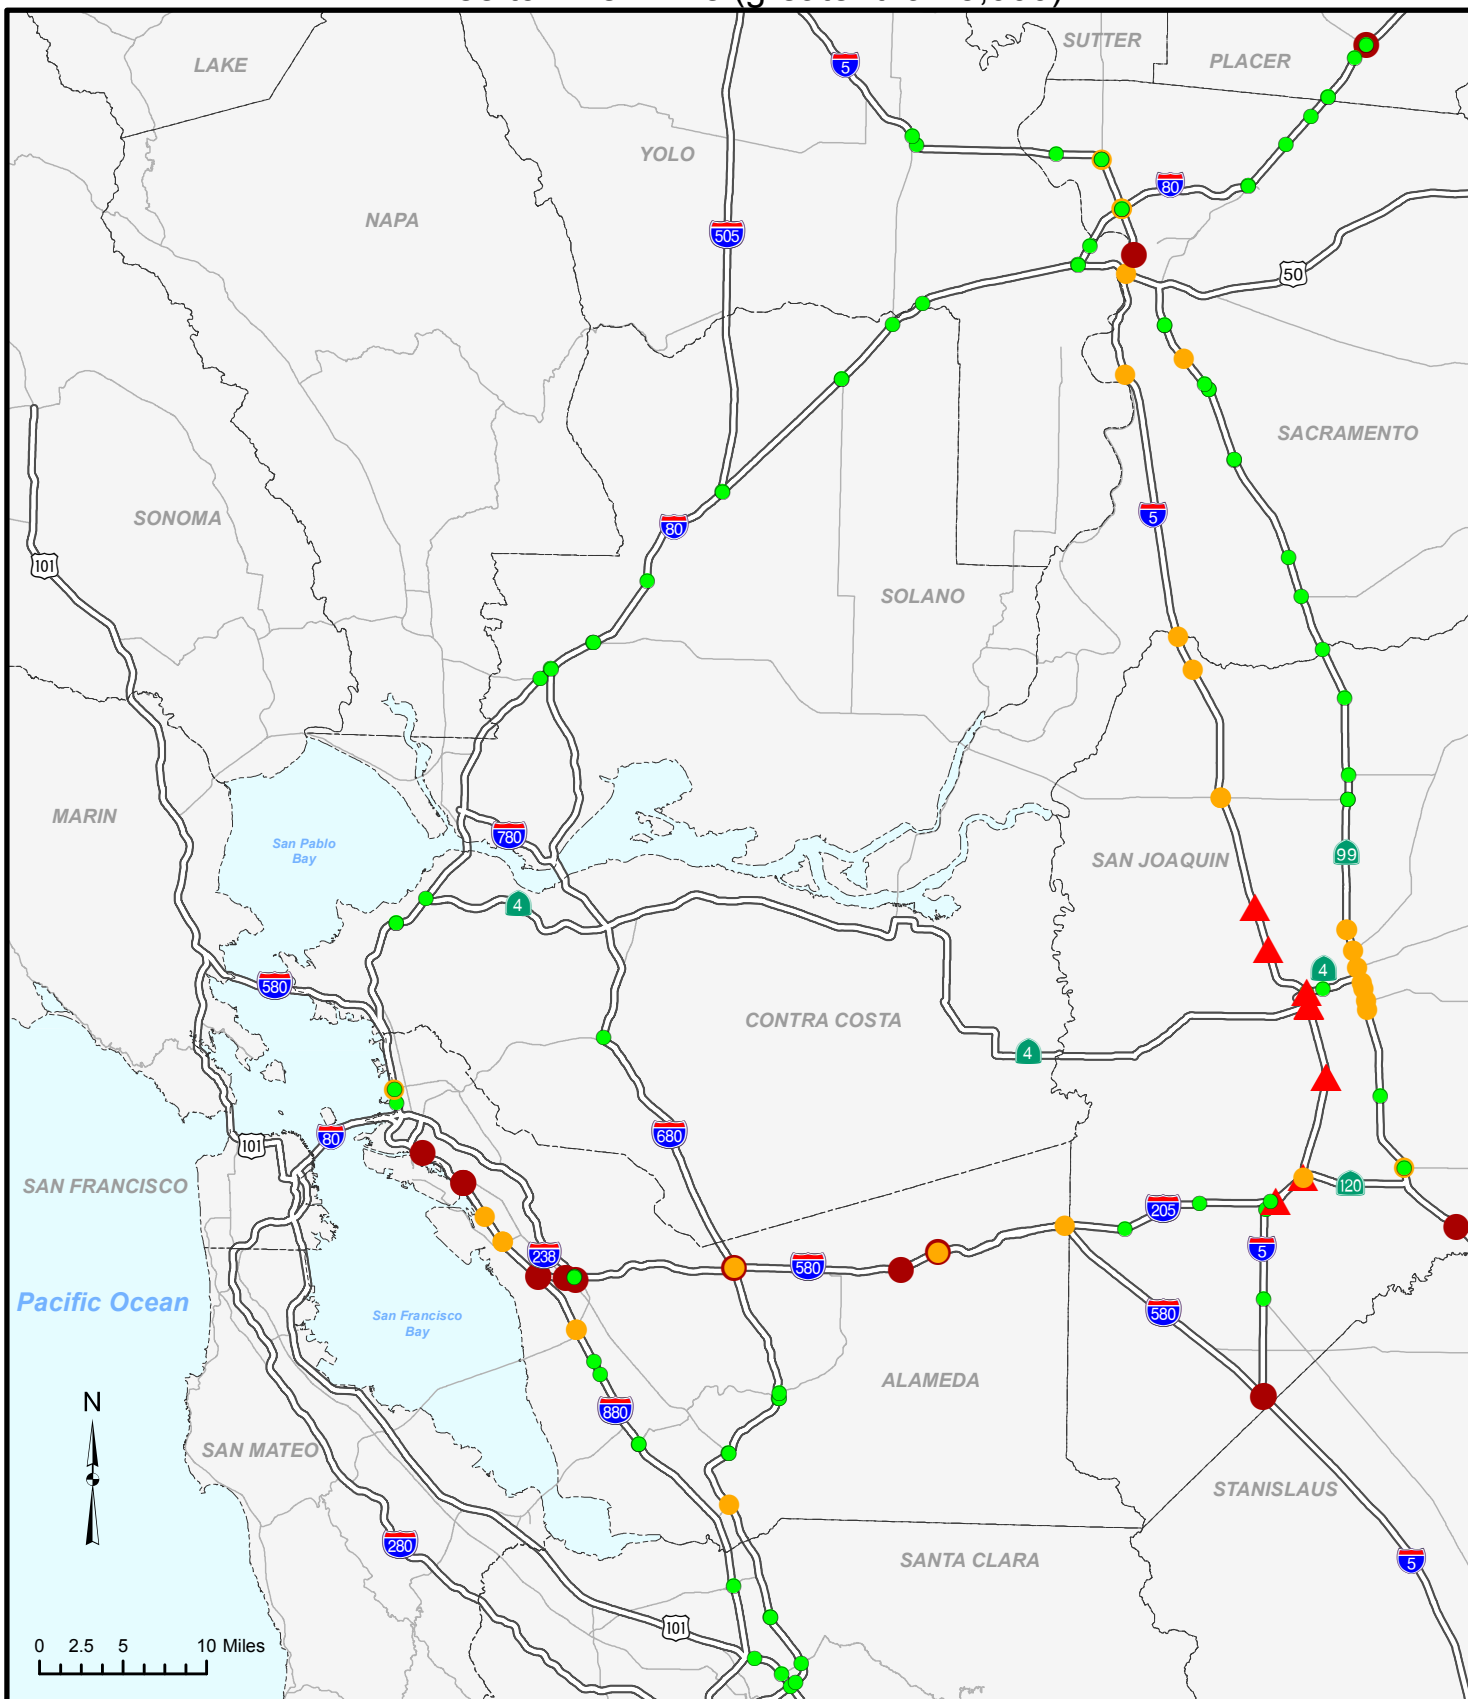 SUTTER
LAKE
PLACER
5
YOLO
80
NAPA
505
50
SACRAMENTO
SONOMA
5
80
101
SOLANO
MARIN
780
San Pablo
Bay
99
SAN JOAQUIN
4
4
580
CONTRA COSTA
4
680
80
101
SAN FRANCISCO
120
205
238
5
580
Pacific Ocean
580
San Francisco
Bay
ALAMEDA
N
880
SAN MATEO
STANISLAUS
280
SANTA CLARA
5
101
0 2.5 5 10 Miles